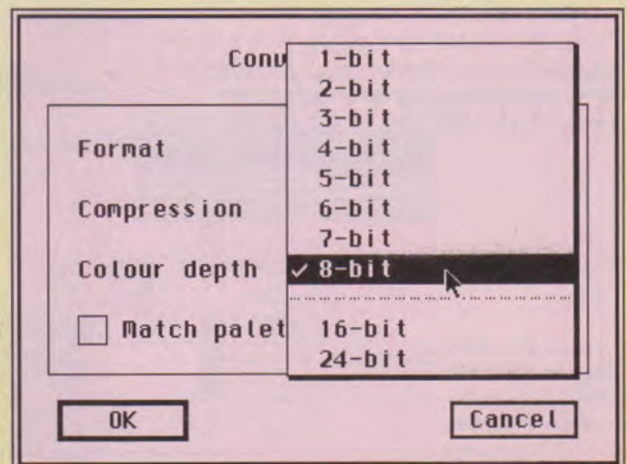 Conv
1-bit
2-bit
3-bit
Format
4-bit
5-bit
Compression
6-bit
7-bit
Colour depth ✓ 8-bit
Match palet
16-bit
24-bit
OK
Cancel